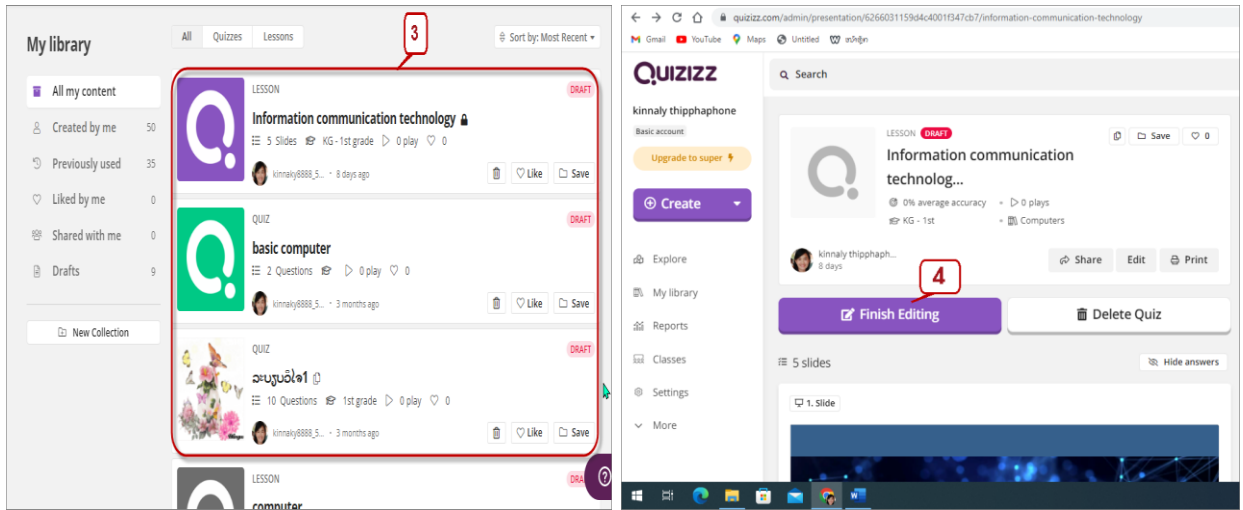 My library
All Quizzes Lessons
Sort by: Most Recent
3
All my content
Created by me 50
Previously used 35
Liked by me 0
Shared with me 0
Drafts 9
New Collection
LESSON DRAFT
Information communication technology
5 Slides KG - 1st grade 0 play 0
kinnaky8888_5... - 8 days ago Like Save
QUIZ DRAFT
basic computer
2 Questions 0 play 0
kinnaky8888_5... - 3 months ago Like Save
QUIZ DRAFT
10 Questions 1st grade 0 play 0
kinnaky8888_5... - 3 months ago Like Save
LESSON
computer
quizizz.com/admin/presentation/6266031159d4c4001f347cb7/information-communication-technology
Gmail YouTube Maps Untitled
QUIZIZZ
Search
kinnaly thipphaphone
Basic account
Upgrade to super
Create
Explore
My library
Reports
Classes
Settings
More
LESSON DRAFT Save 0
Information communication
technolog...
0% average accuracy 0 plays
KG - 1st Computers
kinnaly thipphaph...
8 days
Share Edit Print
4
Finish Editing Delete Quiz
5 slides Hide answers
1. Slide